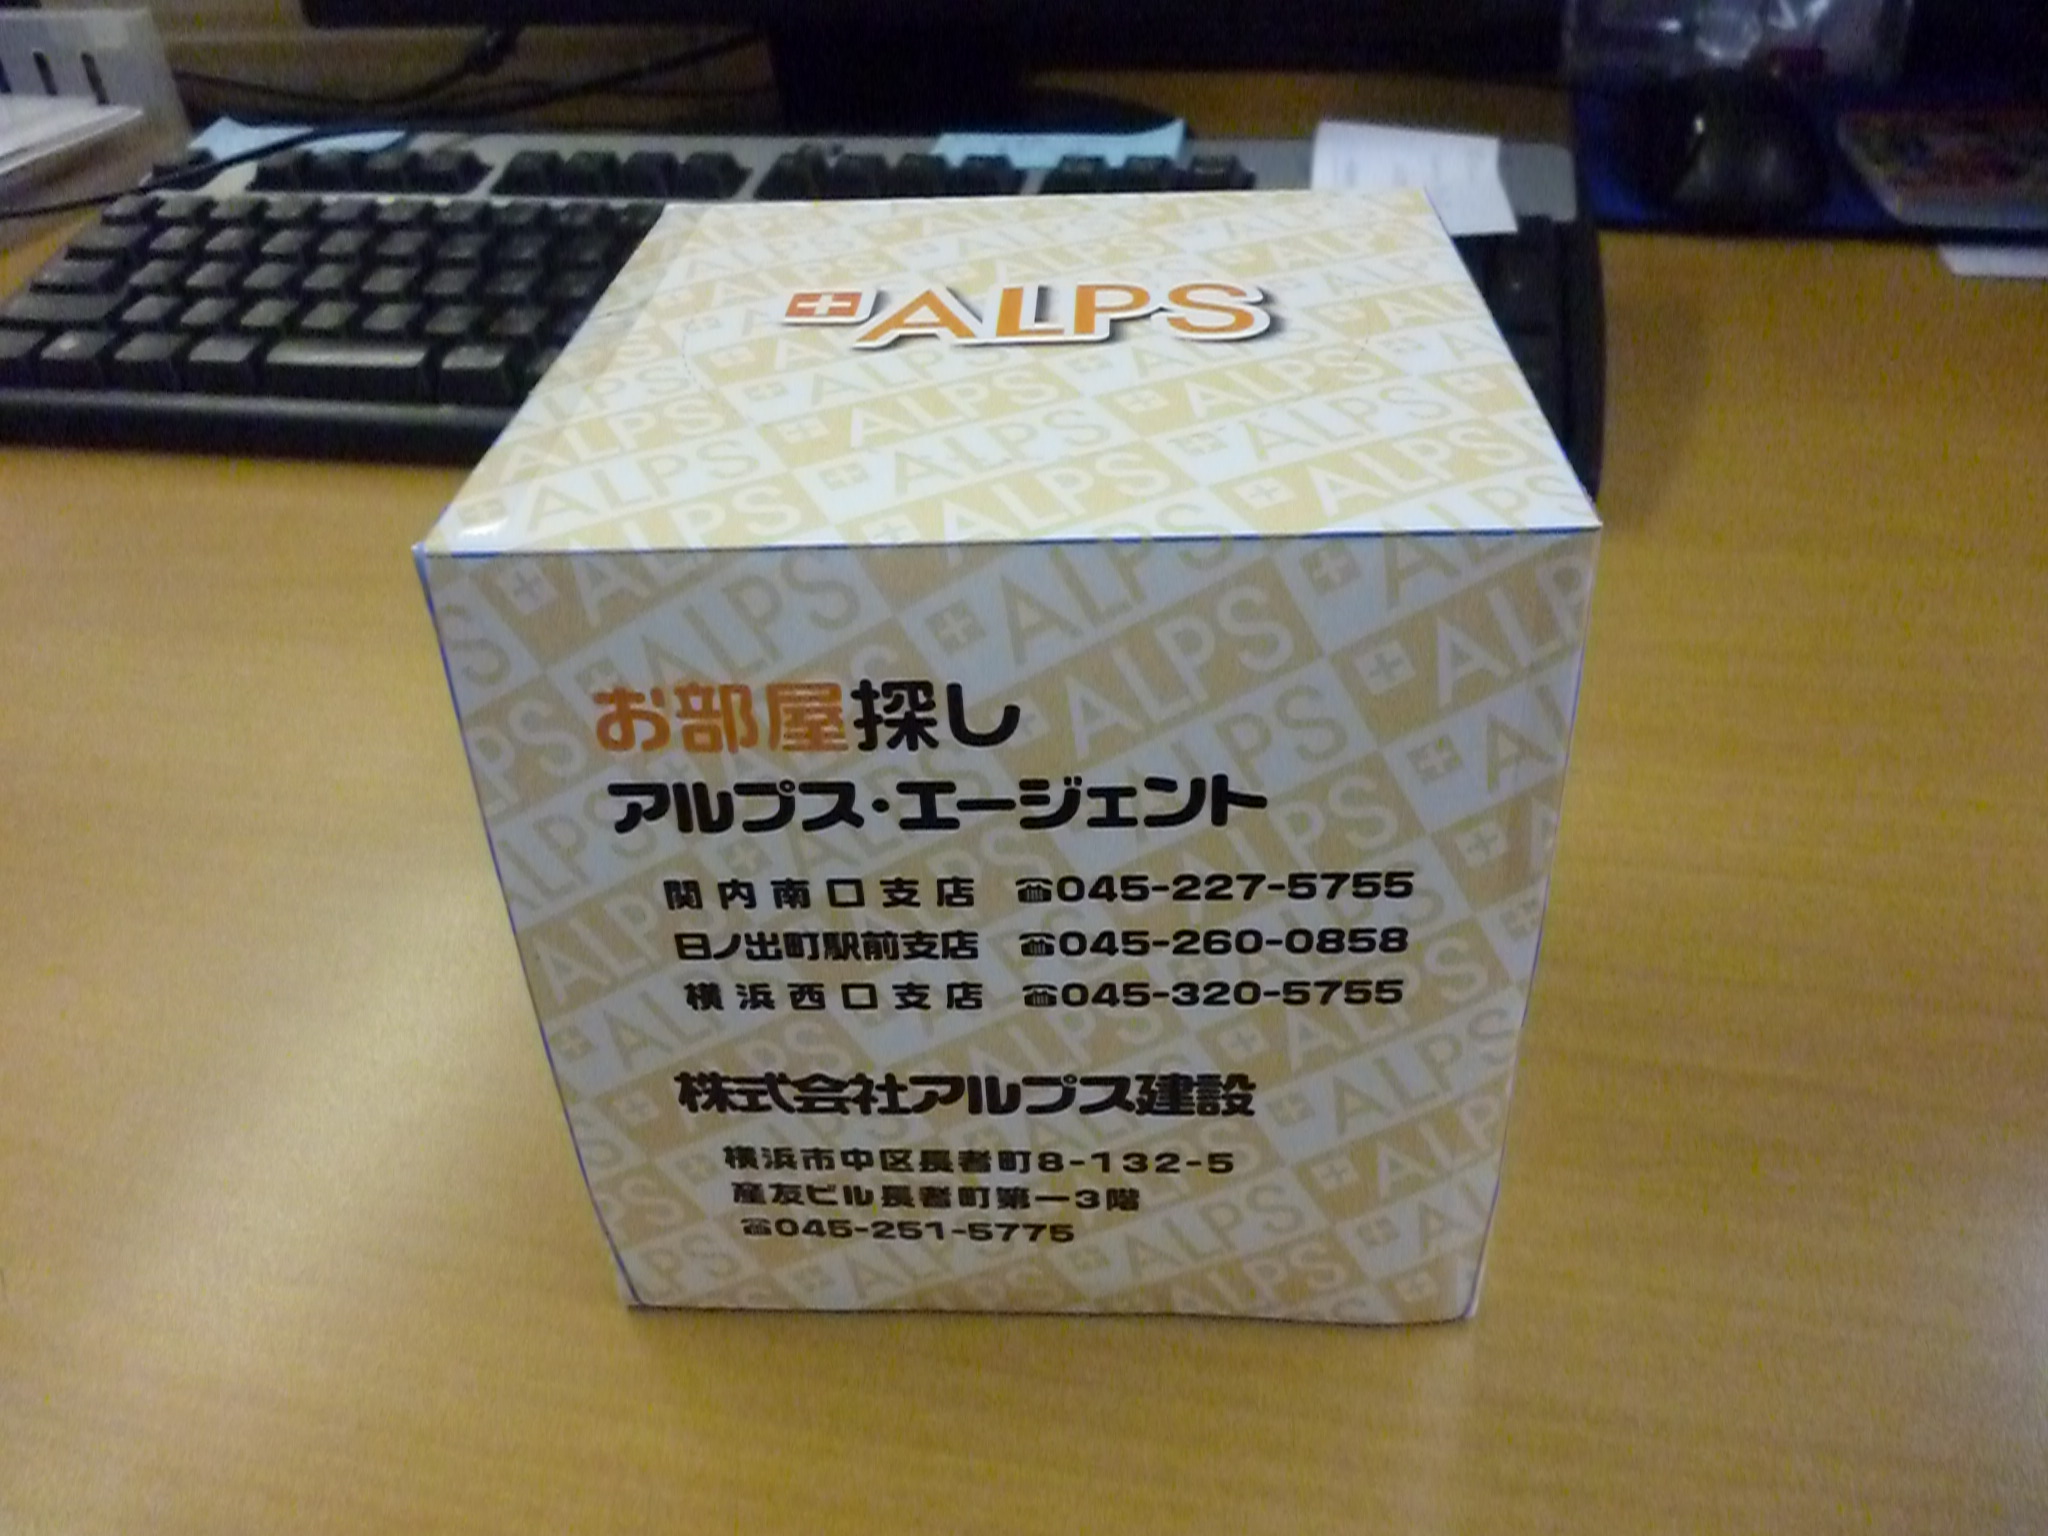 ALPS
お部屋探し
アルプス・エージェント
関内南口支店 ☎045-227-5755
日ノ出町駅前支店 ☎045-260-0858
横浜西口支店 ☎045-320-5755
株式会社アルプス建設
横浜市中区長者町8-132-5
産友ビル長者町第一3階
☎045-251-5775